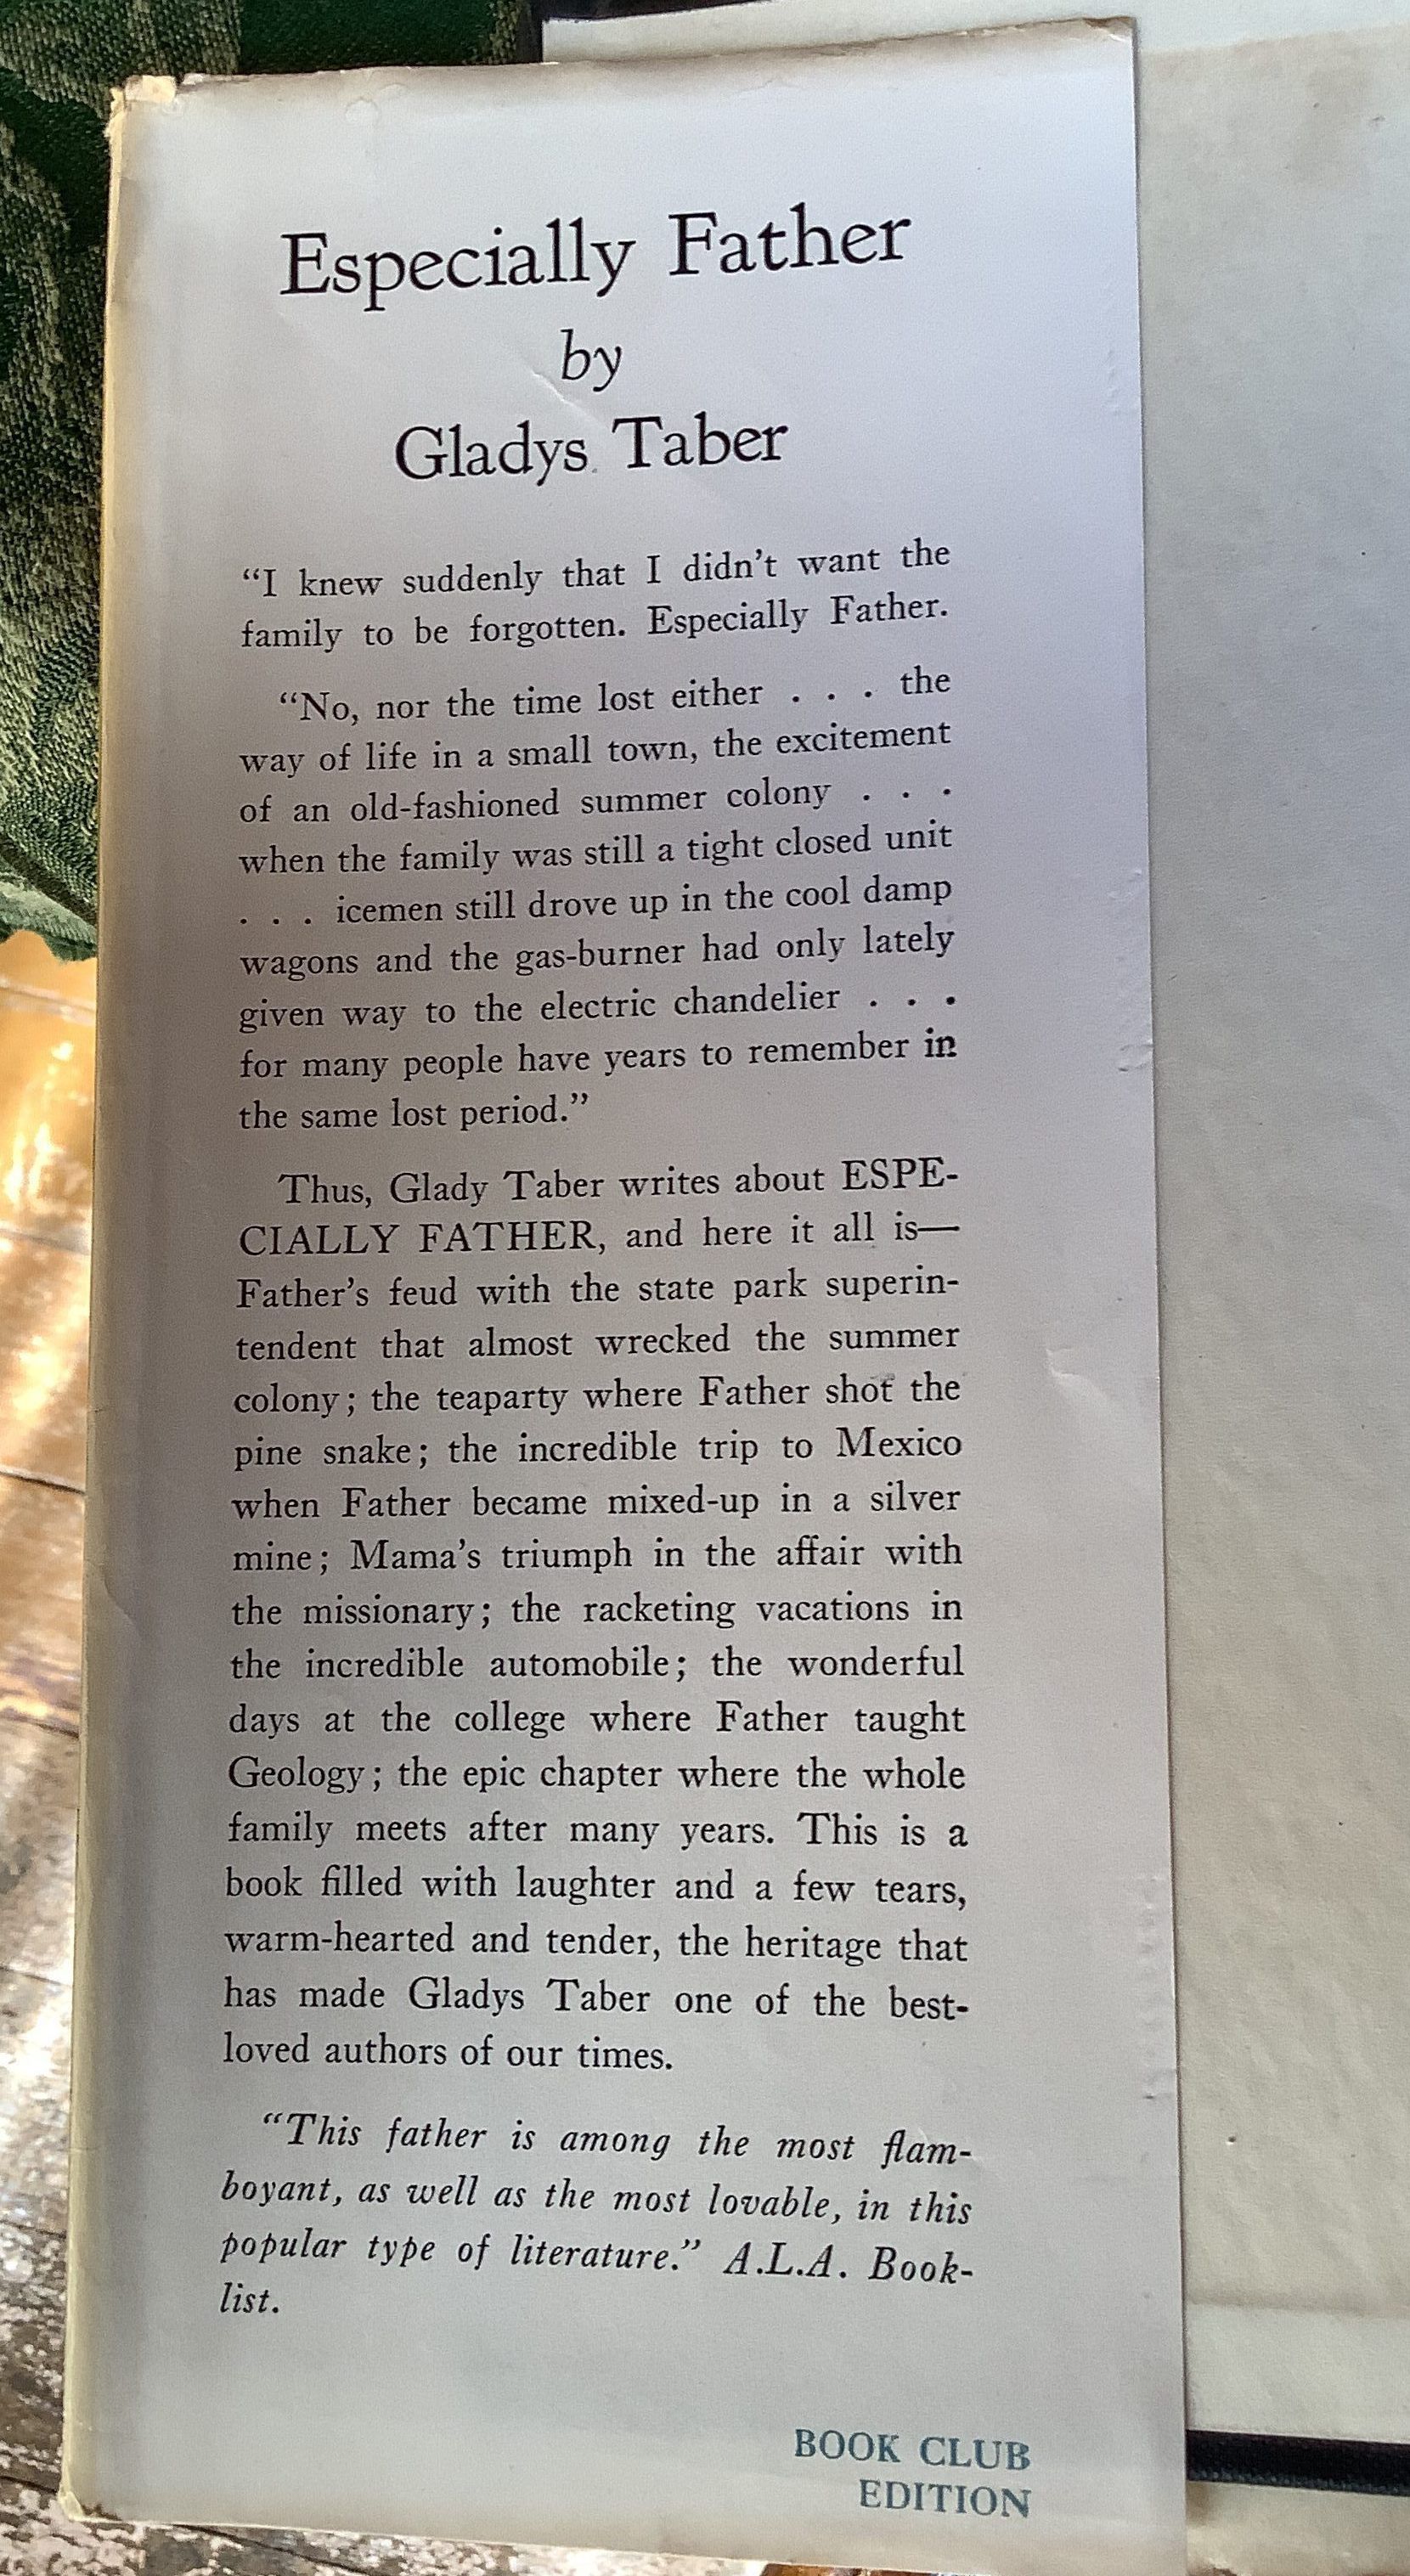 Especially Father
by
Gladys Taber
“I knew suddenly that I didn’t want the
family to be forgotten. Especially Father.
“No, nor the time lost either . . . the
way of life in a small town, the excitement
of an old-fashioned summer colony . . .
when the family was still a tight closed unit
. . . icemen still drove up in the cool damp
wagons and the gas-burner had only lately
given way to the electric chandelier . . .
for many people have years to remember in
the same lost period.”
Thus, Glady Taber writes about ESPE-
CIALLY FATHER, and here it all is—
Father’s feud with the state park superin-
tendent that almost wrecked the summer
colony; the teaparty where Father shot the
pine snake; the incredible trip to Mexico
when Father became mixed-up in a silver
mine; Mama’s triumph in the affair with
the missionary; the racketing vacations in
the incredible automobile; the wonderful
days at the college where Father taught
Geology; the epic chapter where the whole
family meets after many years. This is a
book filled with laughter and a few tears,
warm-hearted and tender, the heritage that
has made Gladys Taber one of the best-
loved authors of our times.
“This father is among the most flam-
boyant, as well as the most lovable, in this
popular type of literature.” A.L.A. Book-
list.
BOOK CLUB
EDITION